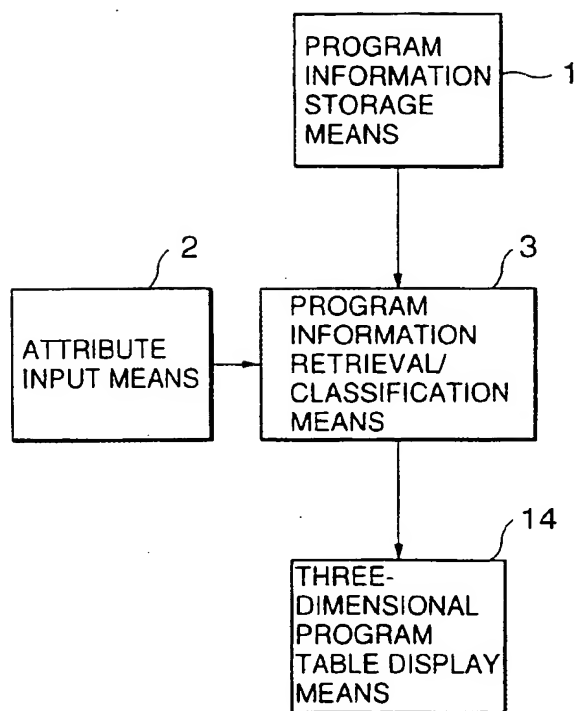 PROGRAM
INFORMATION
STORAGE
MEANS
1
2
ATTRIBUTE
INPUT MEANS
3
PROGRAM
INFORMATION
RETRIEVAL/
CLASSIFICATION
MEANS
14
THREE-
DIMENSIONAL
PROGRAM
TABLE DISPLAY
MEANS